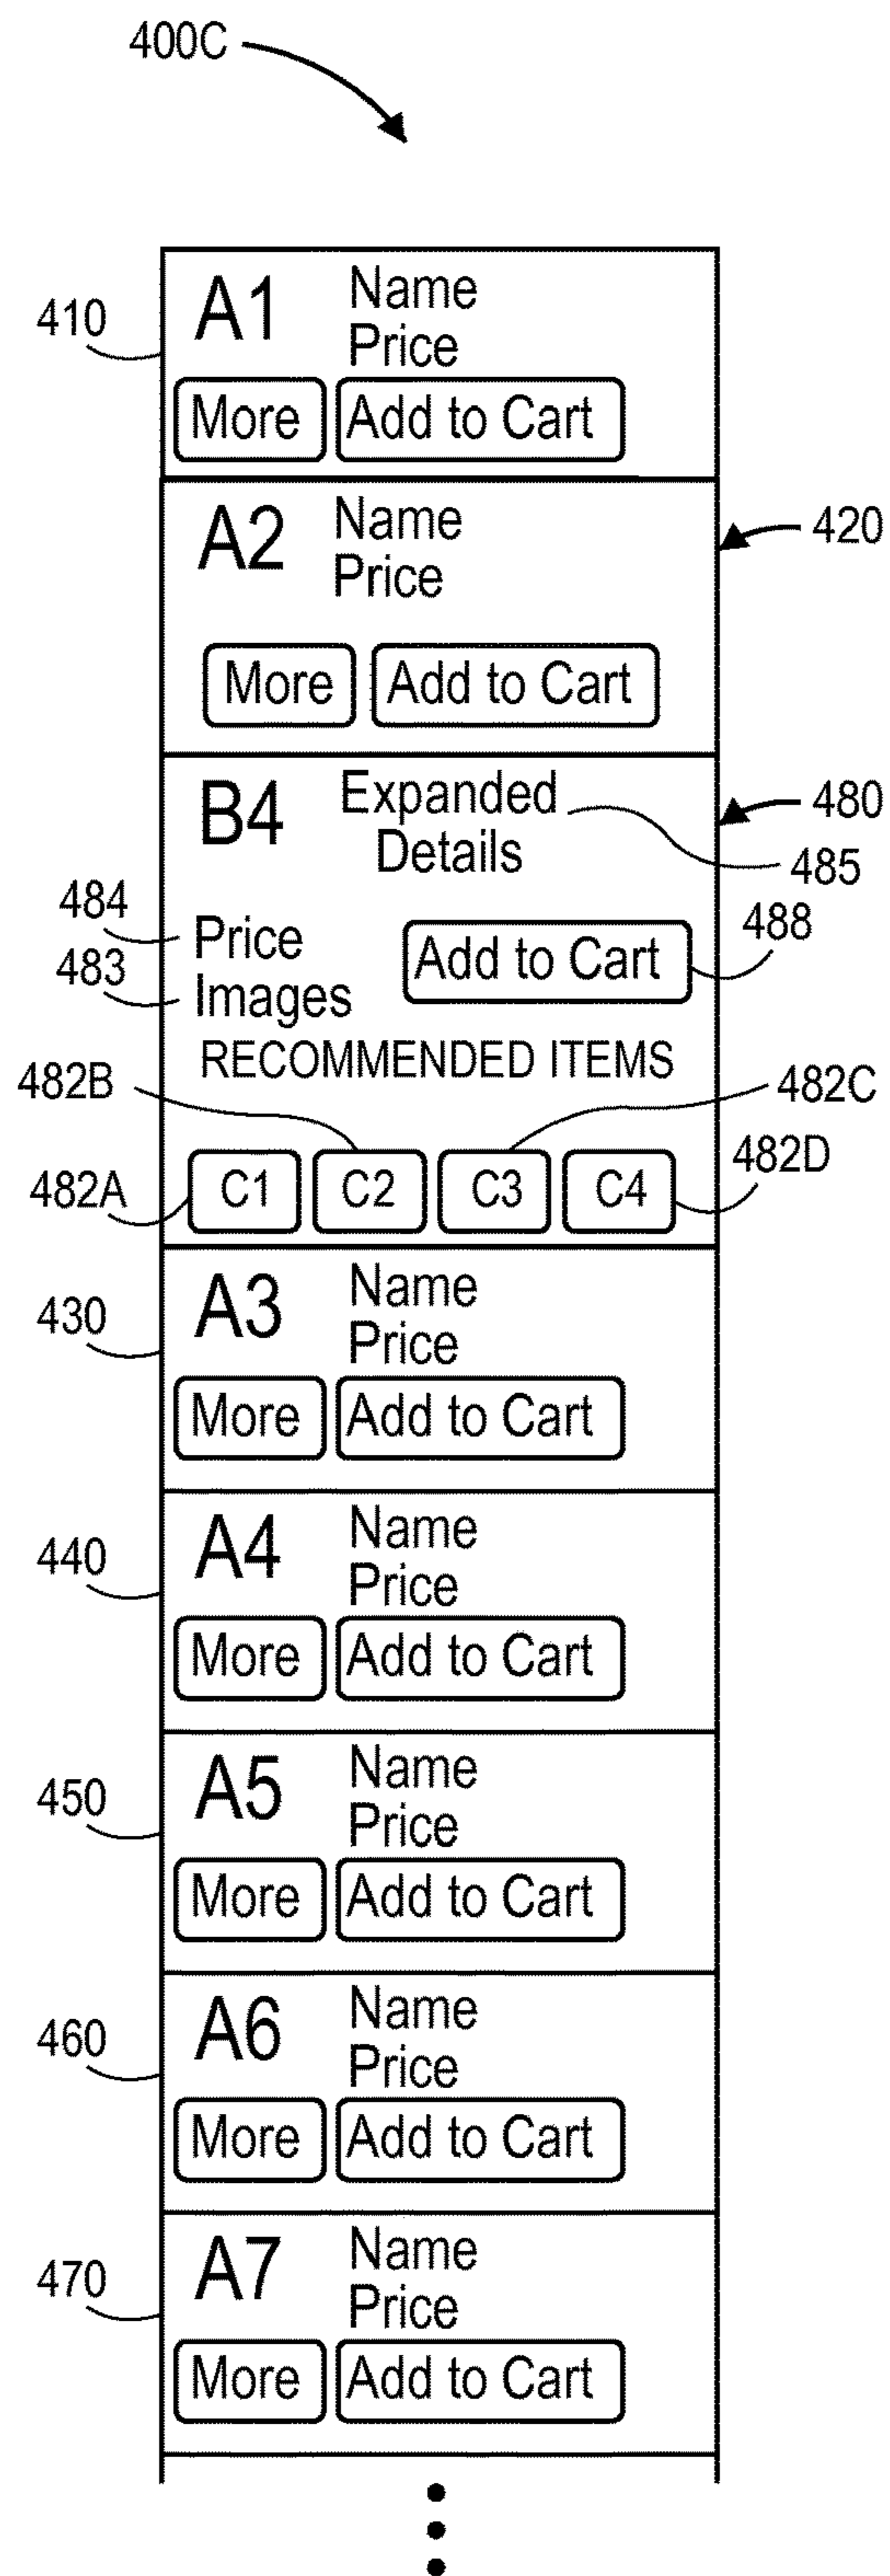 400C
410
A1 Name
Price
More Add to Cart
A2 Name
Price
420
More Add to Cart
B4 Expanded
Details
480
485
484
Price
483
Images
Add to Cart
488
RECOMMENDED ITEMS
482B
482C
482A
C1 C2 C3 C4
482D
430
A3 Name
Price
More Add to Cart
440
A4 Name
Price
More Add to Cart
450
A5 Name
Price
More Add to Cart
460
A6 Name
Price
More Add to Cart
470
A7 Name
Price
More Add to Cart